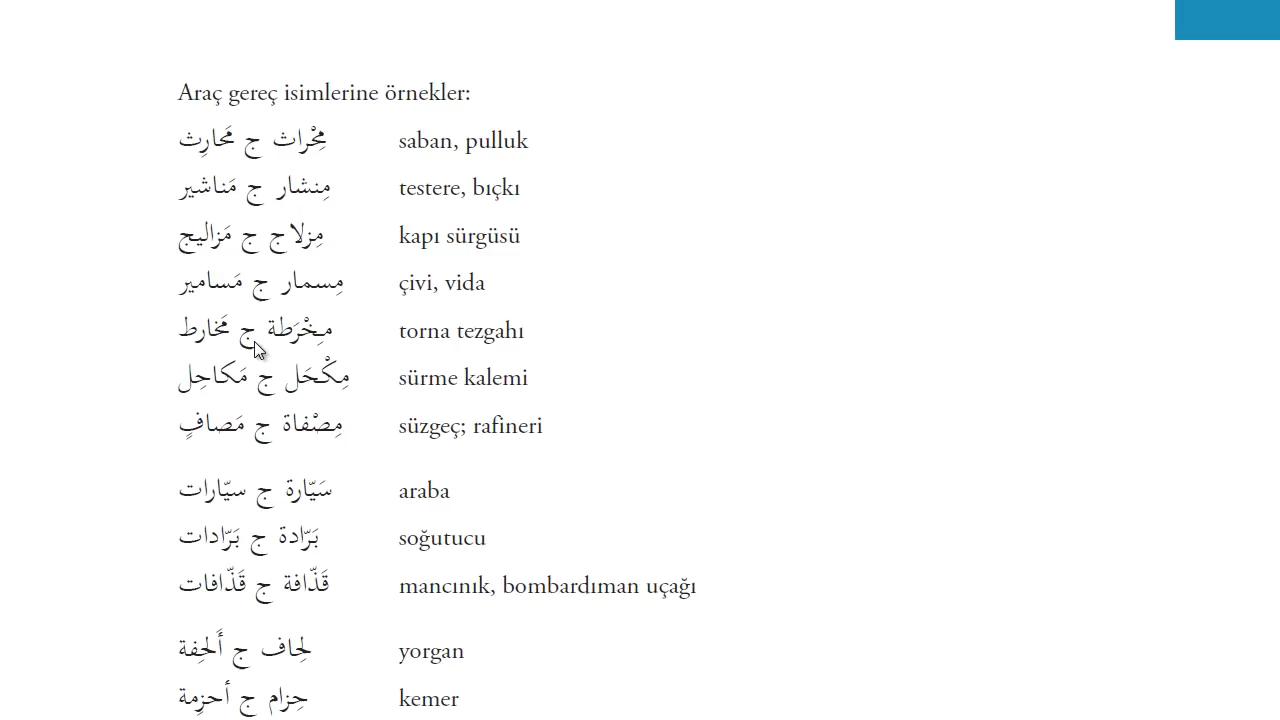 Araç gereç isimlerine örnekler:
مِحْراث ج مَحارِث saban, pulluk
مِنشار ج مَناشير testere, bıçkı
مِزلاج ج مَزاليج kapı sürgüsü
مِسمار ج مَسامير çivi, vida
مِخْرَطة ج مَخارط torna tezgahı
مِكْحَل ج مَكاحِل sürme kalemi
مِصْفاة ج مَصافٍ süzgeç; rafineri
سَيّارة ج سيّارات araba
بَرّادة ج بَرّادات soğutucu
قَذّافة ج قَذّافات mancınık, bombardıman uçağı
لِحاف ج أَلحِفة yorgan
حِزام ج أحزِمة kemer